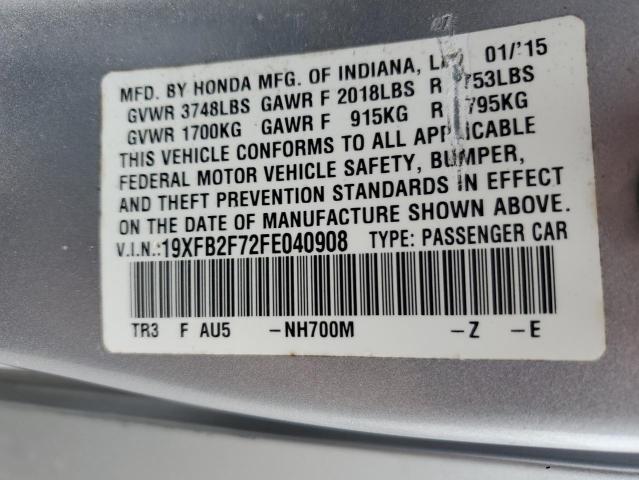 MFD. BY HONDA MFG. OF INDIANA, 01/'15
GVWR 3748LBS GAWR F 2018LBS R 753LBS
GVWR 1700KG GAWR F 915KG R 795KG
THIS VEHICLE CONFORMS TO ALL APPLICABLE
FEDERAL MOTOR VEHICLE SAFETY, BUMPER,
AND THEFT PREVENTION STANDARDS IN EFFECT
ON THE DATE OF MANUFACTURE SHOWN ABOVE.
V.I.N.:19XFB2F72FE040908 TYPE: PASSENGER CAR
TR3 F AU5 -NH700M -Z -E